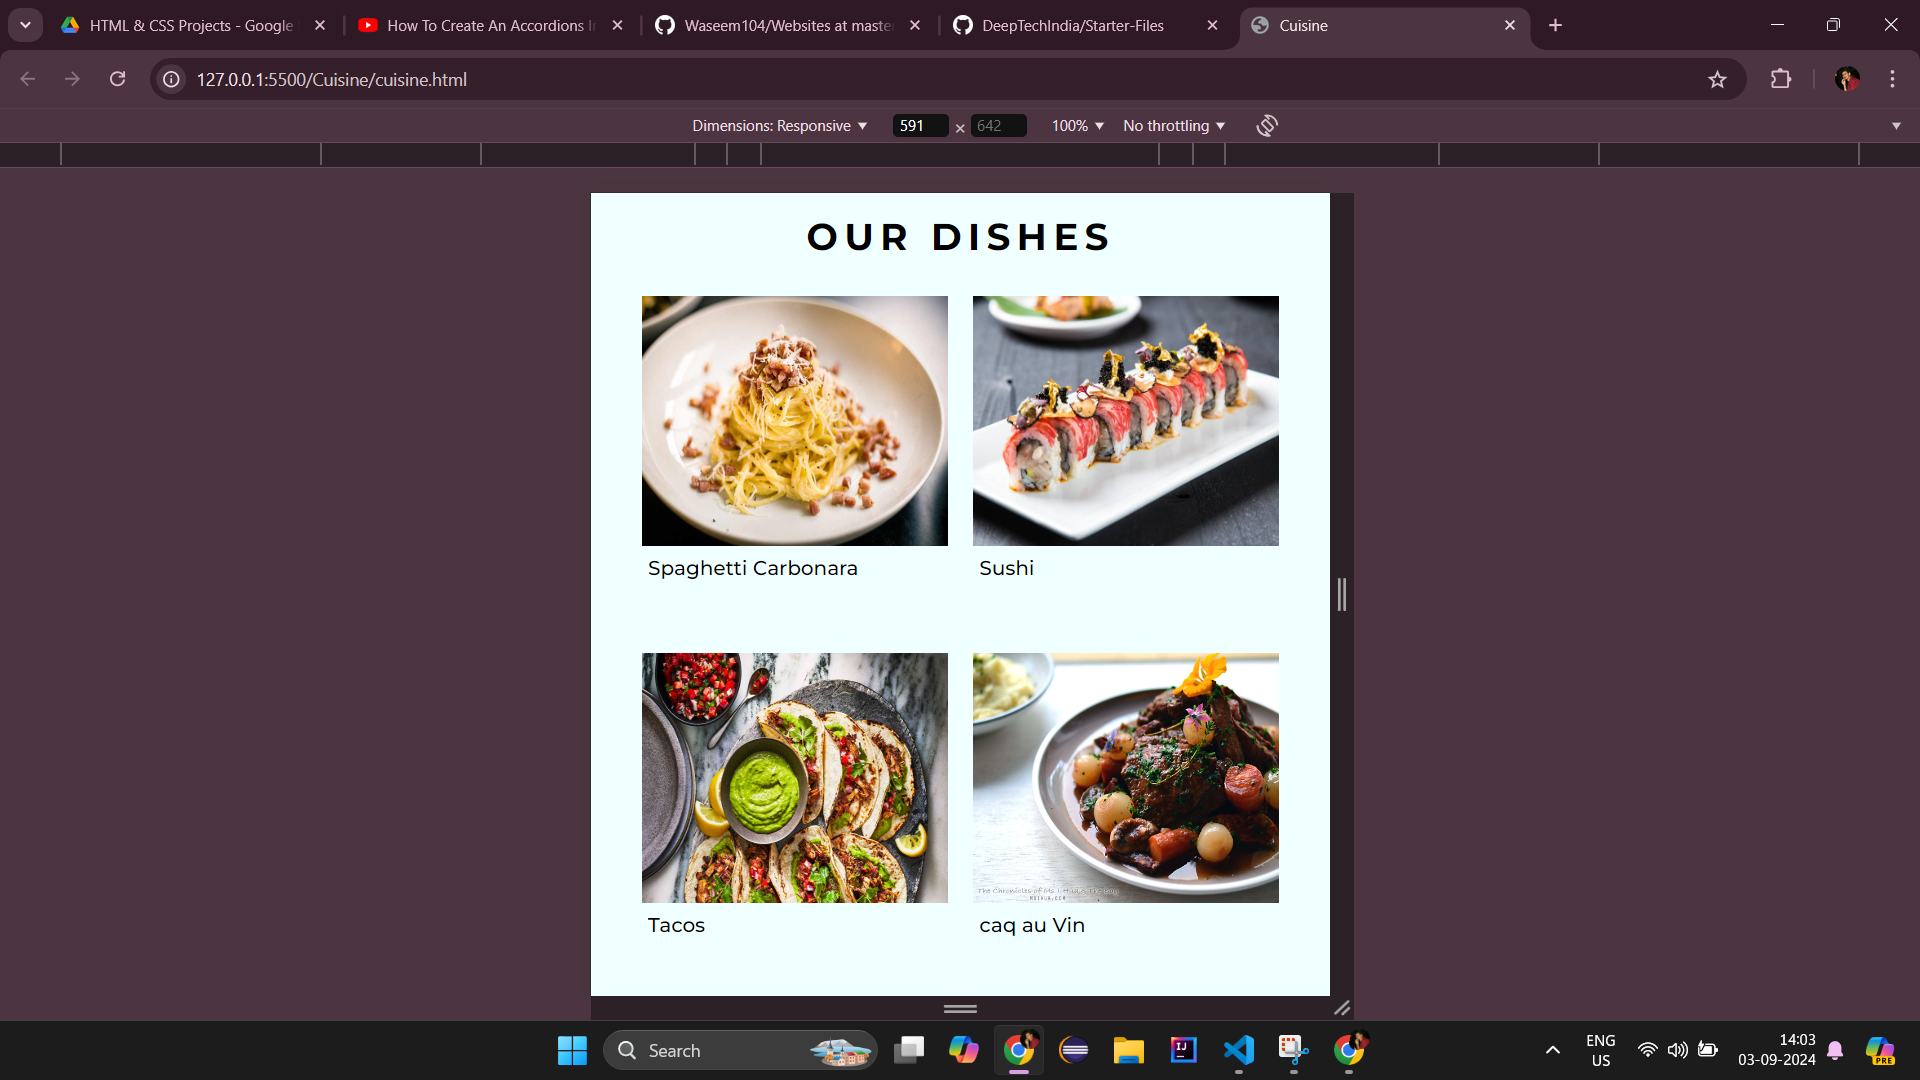 HTML & CSS Projects - Google
How To Create An Accordions I
Waseem104/Websites at maste
DeepTechIndia/Starter-Files
Cuisine
127.0.0.1:5500/Cuisine/cuisine.html
Dimensions: Responsive
591 × 642
100%
No throttling
OUR DISHES
Spaghetti Carbonara
Sushi
Tacos
caq au Vin
Search
ENG
US
14:03
03-09-2024
PRE